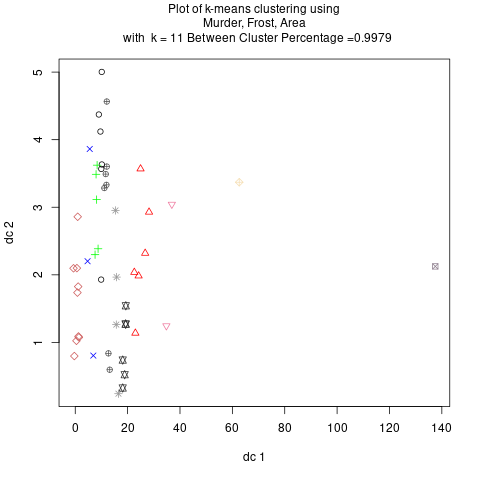 Plot of k-means clustering using
Murder, Frost, Area
with  k = 11 Between Cluster Percentage =0.9979
5
4
3
2
1
dc 2
0
20
40
60
80
100
120
140
dc 1